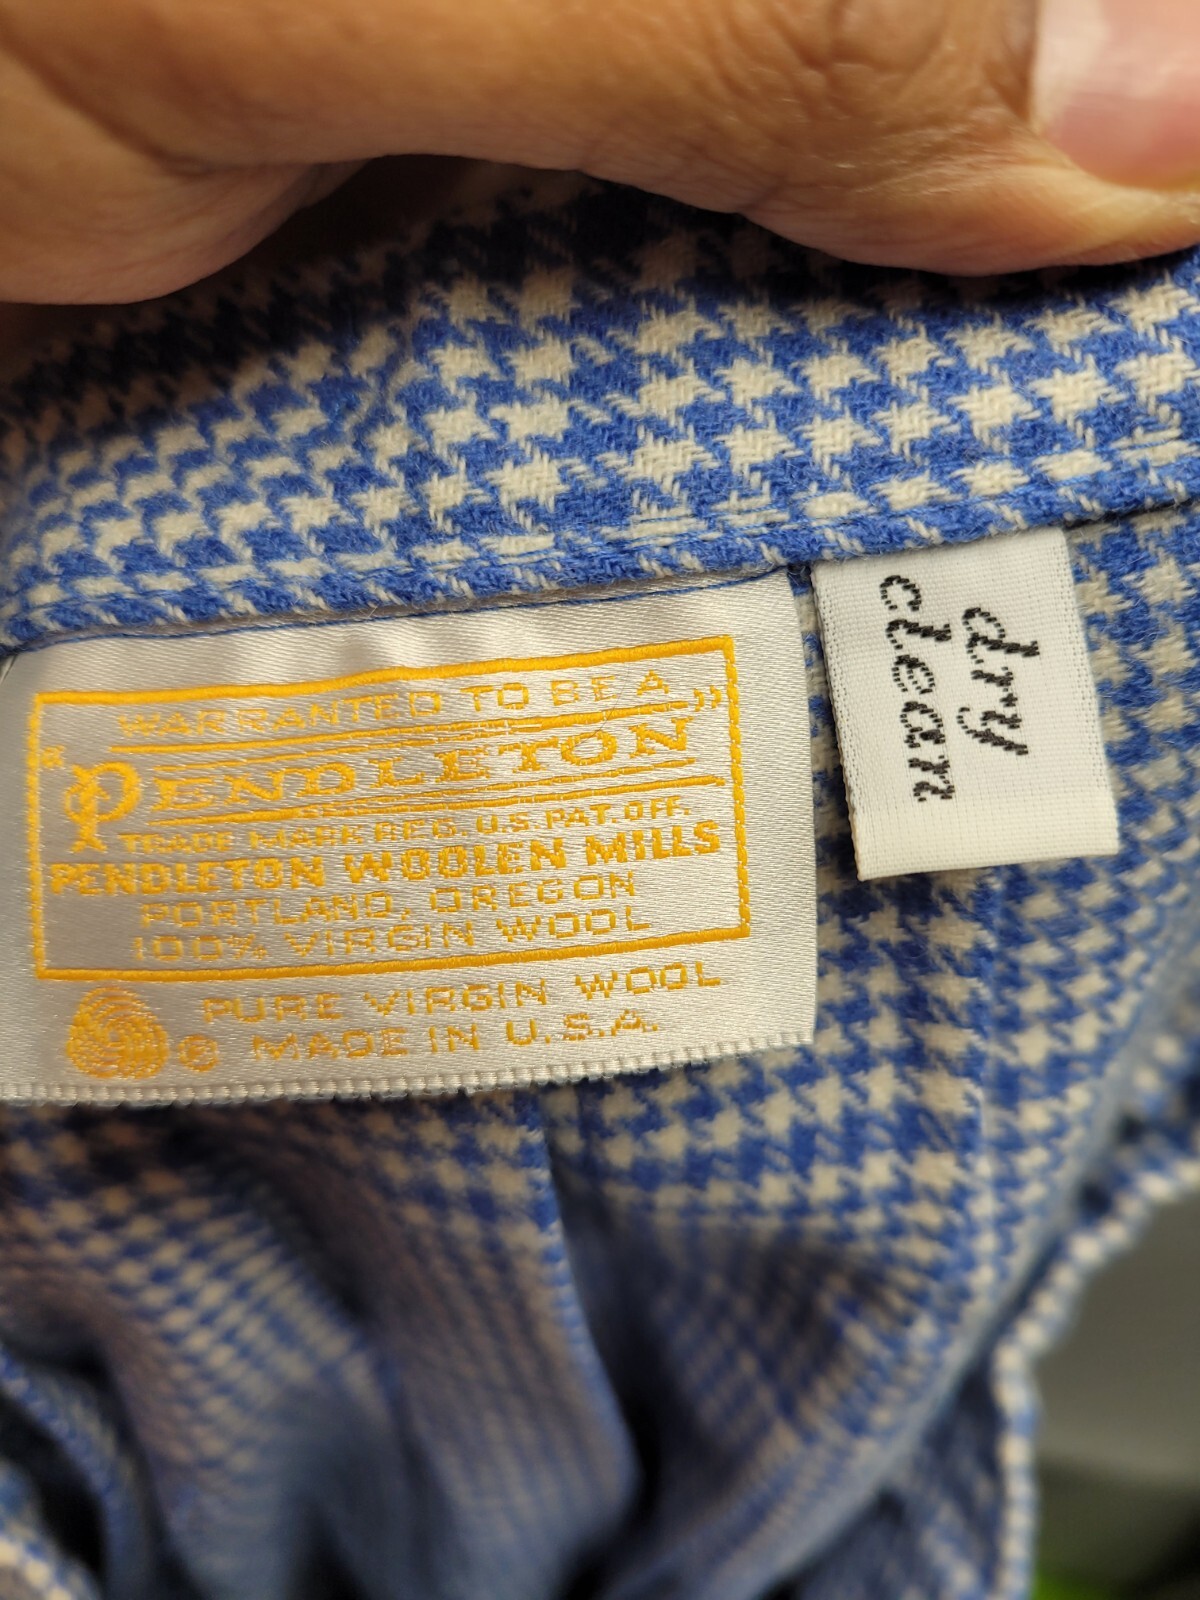 WARRANTED TO BE A
"PENDLETON"
TRADE MARK REG. U.S. PAT. OFF.
PENDLETON WOOLEN MILLS
PORTLAND, OREGON
100% VIRGIN WOOL
PURE VIRGIN WOOL
® MADE IN U.S.A.
dry
clean